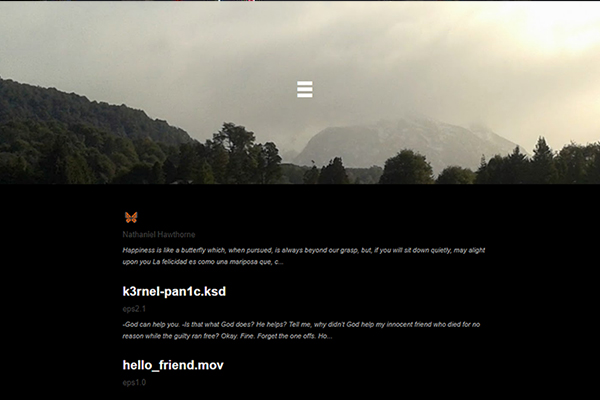 Nathaniel Hawthorne
Happiness is like a butterfly which, when pursued, is always beyond our grasp, but, if you will sit down quietly, may alight
upon you La felicidad es como una mariposa que, c...
k3rnel-pan1c.ksd
eps2.1
-God can help you. -Is that what God does? He helps? Tell me, why didn't God help my innocent friend who died for no
reason while the guilty ran free? Okay. Fine. Forget the one offs. Ho...
hello_friend.mov
eps1.0